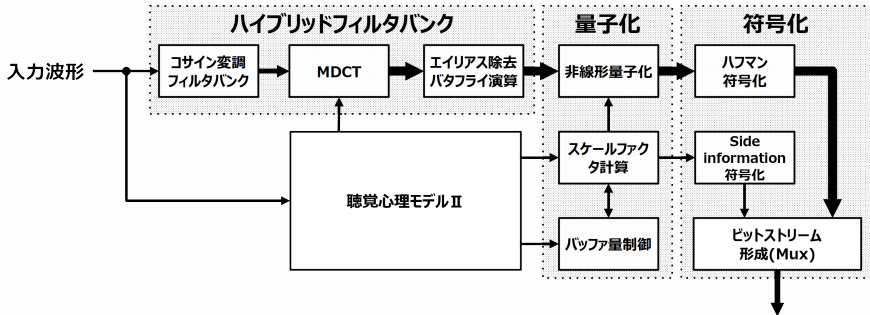 ハイブリッドフィルタバンク
量子化
符号化
入力波形
コサイン変調
フィルタバンク
MDCT
エイリアス除去
バタフライ演算
非線形量子化
ハフマン
符号化
聴覚心理モデルⅡ
スケールファク
タ計算
Side
information
符号化
バッファ量制御
ビットストリーム
形成(Mux)